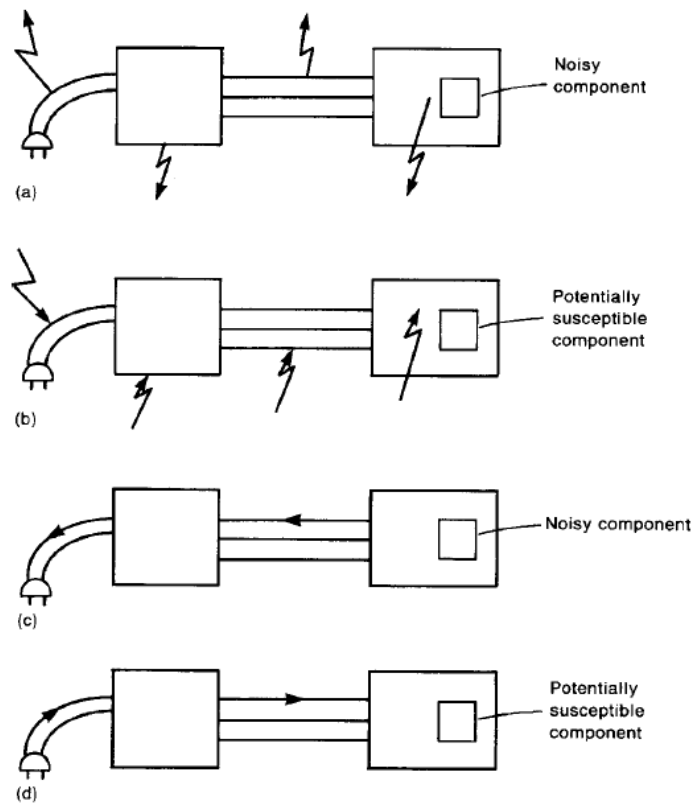 Noisy
component
(a)
Potentially
susceptible
component
(b)
Noisy component
(c)
Potentially
susceptible
component
(d)